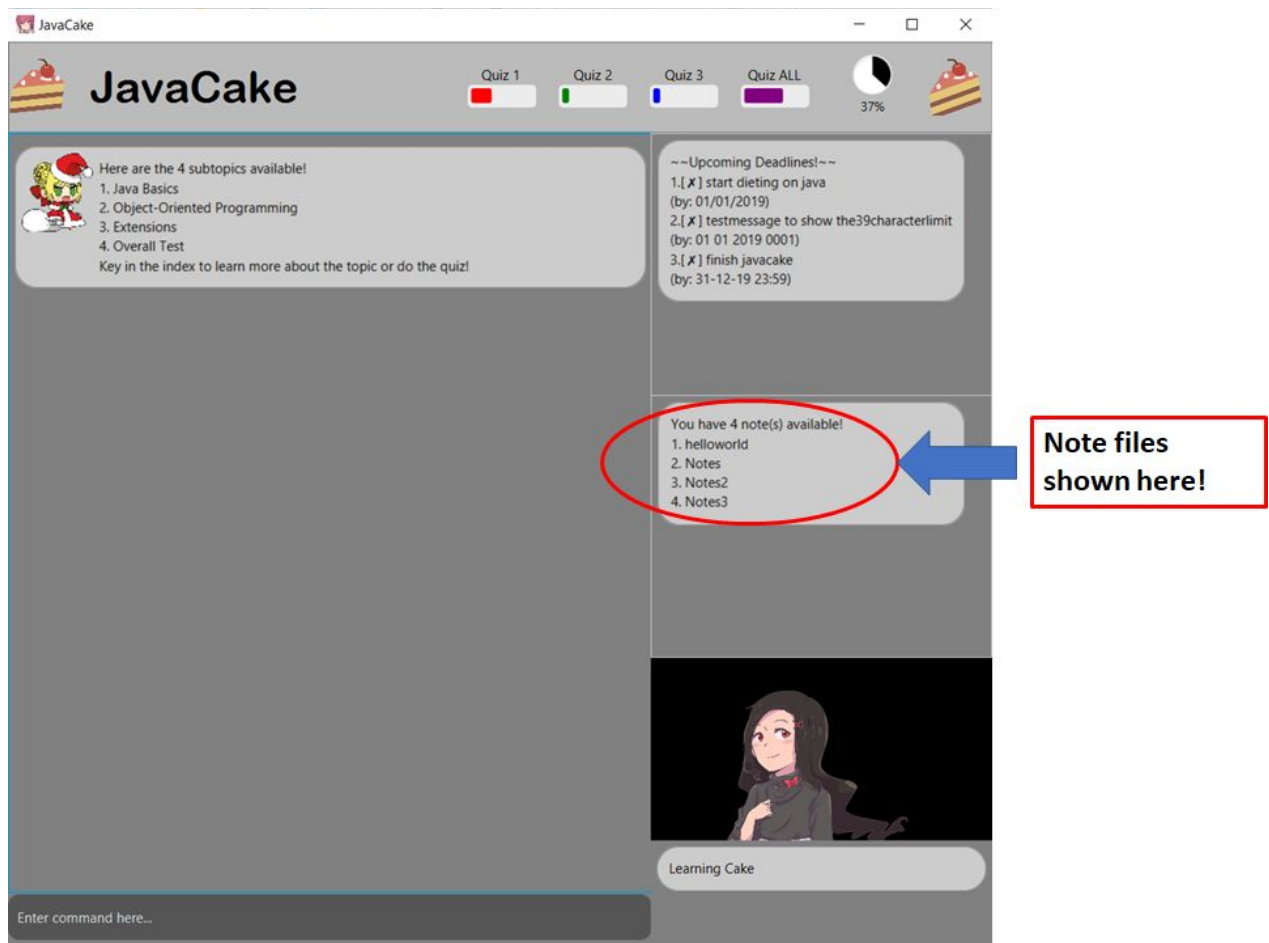 JavaCake
JavaCake
Quiz 1
Quiz 2
Quiz 3
Quiz ALL
37%
Here are the 4 subtopics available!
1. Java Basics
2. Object-Oriented Programming
3. Extensions
4. Overall Test
Key in the index to learn more about the topic or do the quiz!
~~Upcoming Deadlines!~~
1.[✗] start dieting on java
(by: 01/01/2019)
2.[✗] testmessage to show the39characterlimit
(by: 01 01 2019 0001)
3.[✗] finish javacake
(by: 31-12-19 23:59)
You have 4 note(s) available!
1. helloworld
2. Notes
3. Notes2
4. Notes3
Note files
shown here!
Learning Cake
Enter command here...